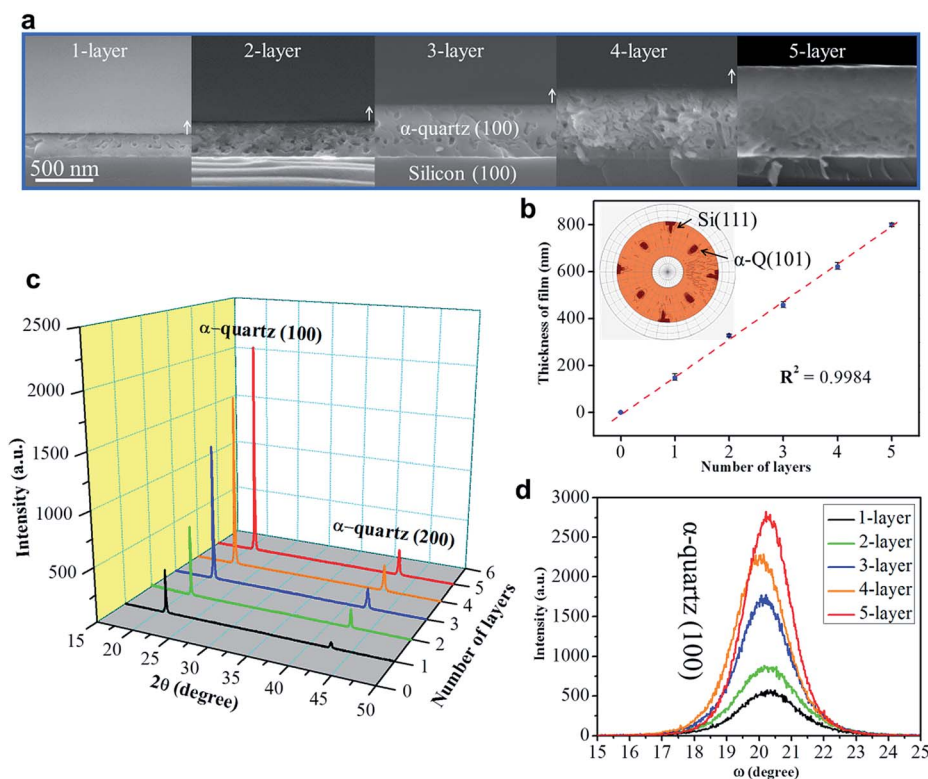 a
1-layer
2-layer
3-layer
4-layer
5-layer
α-quartz (100)
500 nm
Silicon (100)
b
Si(111)
α-Q(101)
Thickness of film (nm)
800
600
400
200
0
R² = 0.9984
0 1 2 3 4 5
Number of layers
c
α-quartz (100)
α-quartz (200)
Intensity (a.u.)
2500
2000
1500
1000
500
15 20 25 30 35 40 45 50
2θ (degree)
6
5
4
3
2
1
0
Number of layers
d
α-quartz (100)
1-layer
2-layer
3-layer
4-layer
5-layer
Intensity (a.u.)
3000
2500
2000
1500
1000
500
0
15 16 17 18 19 20 21 22 23 24 25
ω (degree)